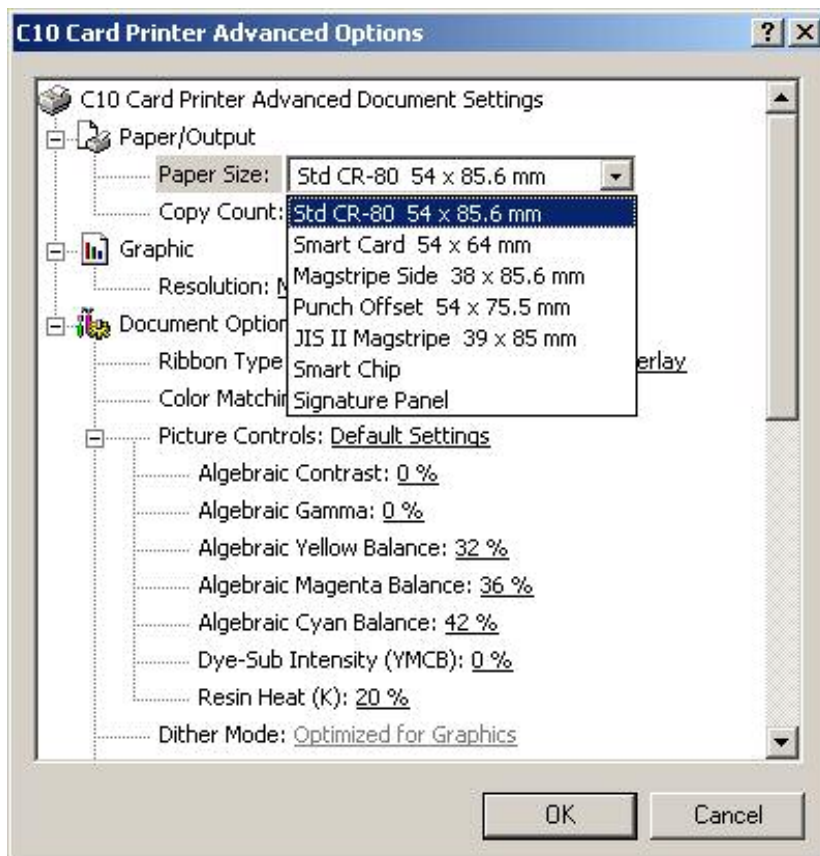 C10 Card Printer Advanced Options
C10 Card Printer Advanced Document Settings
Paper/Output
Paper Size: Std CR-80 54 x 85.6 mm
Copy Count: Std CR-80 54 x 85.6 mm
Graphic Smart Card 54 x 64 mm
Resolution: Magstripe Side 38 x 85.6 mm
Punch Offset 54 x 75.5 mm
Document Option JIS II Magstripe 39 x 85 mm
Ribbon Type Smart Chip erlay
Color Matchin Signature Panel
Picture Controls: Default Settings
Algebraic Contrast: 0 %
Algebraic Gamma: 0 %
Algebraic Yellow Balance: 32 %
Algebraic Magenta Balance: 36 %
Algebraic Cyan Balance: 42 %
Dye-Sub Intensity (YMCB): 0 %
Resin Heat (K): 20 %
Dither Mode: Optimized for Graphics
OK Cancel